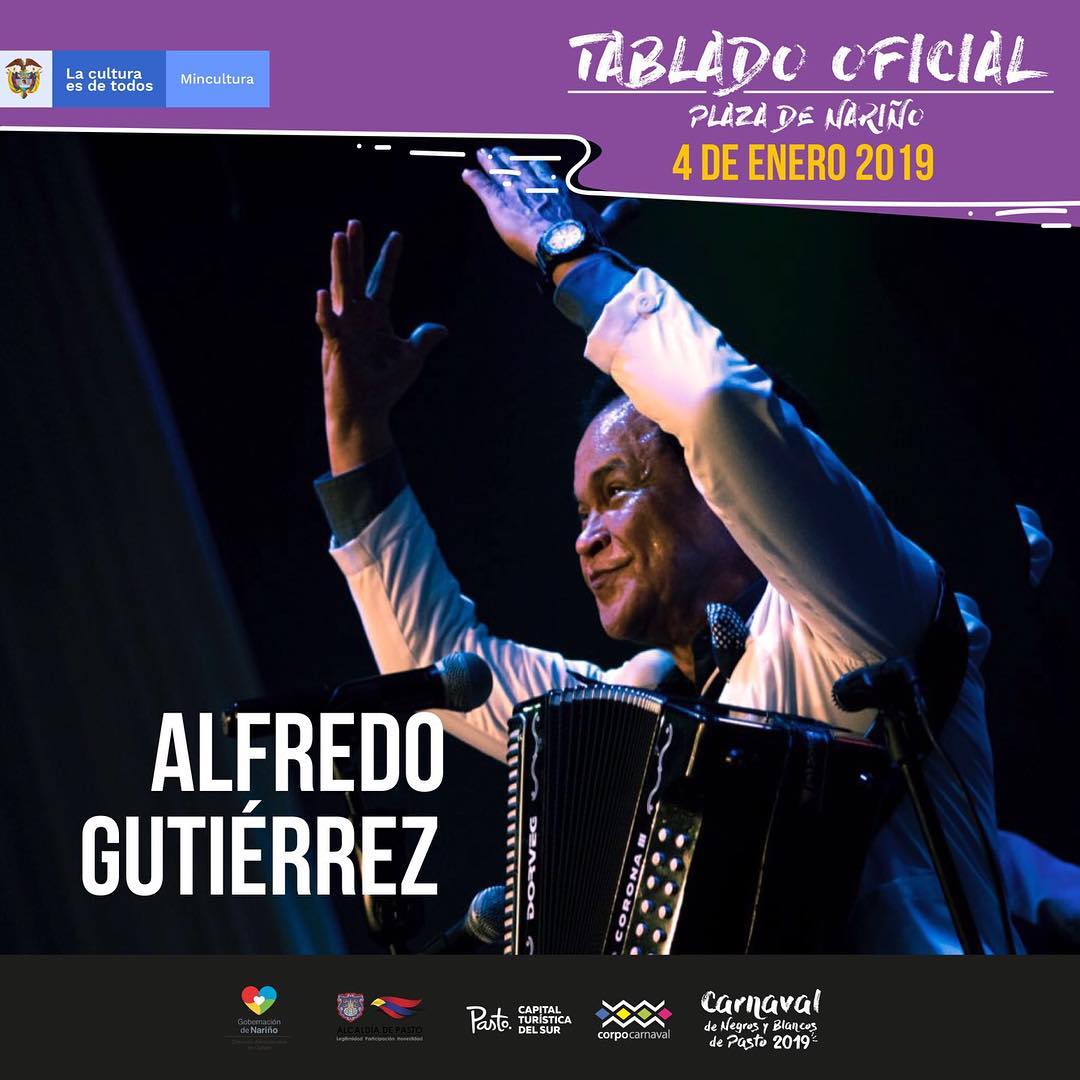 La cultura
es de todos
Mincultura
TABLADO OFICIAL
PLAZA DE NARIÑO
4 DE ENERO 2019
ALFREDO
GUTIÉRREZ
CORONA III
Gobernación
de Nariño
ALCALDÍA DE PASTO
Legitimidad Participación Honestidad
Pasto.
CAPITAL
TURÍSTICA
DEL SUR
corpocarnaval
Carnaval
de Negros y Blancos
de Pasto 2019